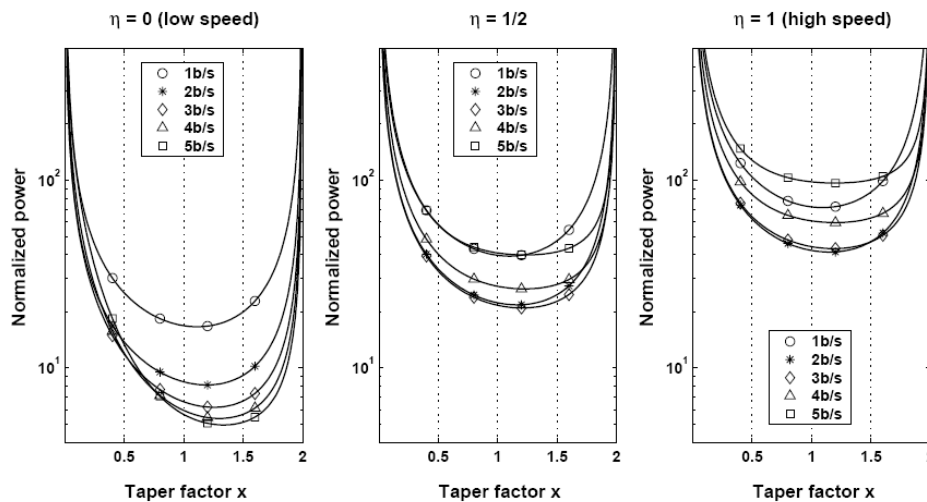 η = 0 (low speed)
η = 1/2
η = 1 (high speed)
Normalized power
10²
10¹
1b/s
2b/s
3b/s
4b/s
5b/s
0.5
1
1.5
2
Taper factor x
Normalized power
10²
10¹
1b/s
2b/s
3b/s
4b/s
5b/s
0.5
1
1.5
2
Taper factor x
Normalized power
10²
10¹
1b/s
2b/s
3b/s
4b/s
5b/s
0.5
1
1.5
2
Taper factor x